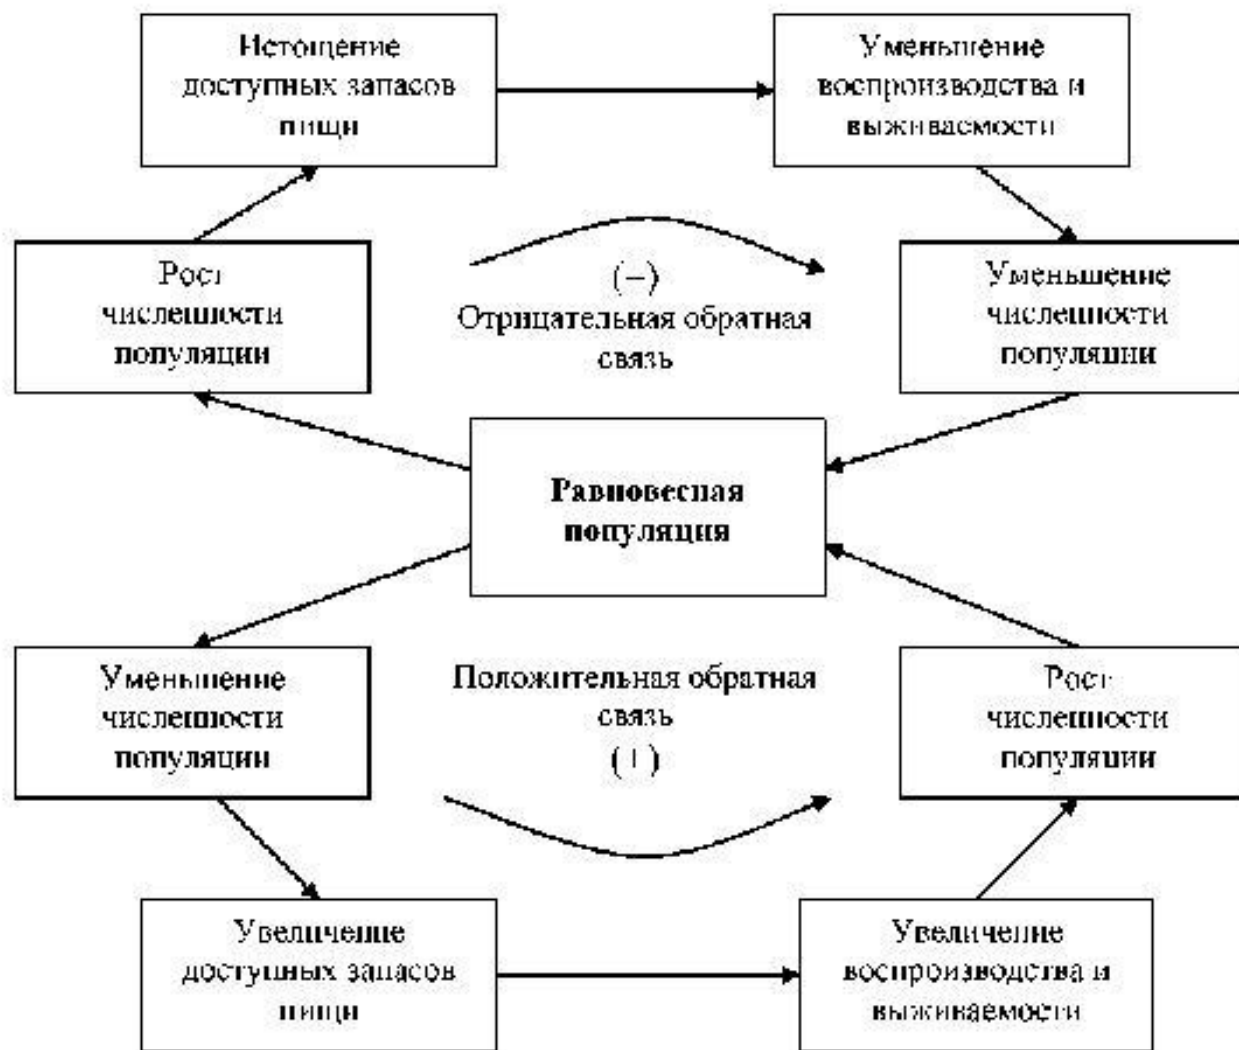 Истощение
доступных запасов
пищи
Уменьшение
воспроизводства и
выживаемости
Рост
численности
популяции
(−)
Отрицательная обратная
связь
Уменьшение
численности
популяции
Равновесная
популяция
Уменьшение
численности
популяции
Положительная обратная
связь
(+)
Рост
численности
популяции
Увеличение
доступных запасов
пищи
Увеличение
воспроизводства и
выживаемости